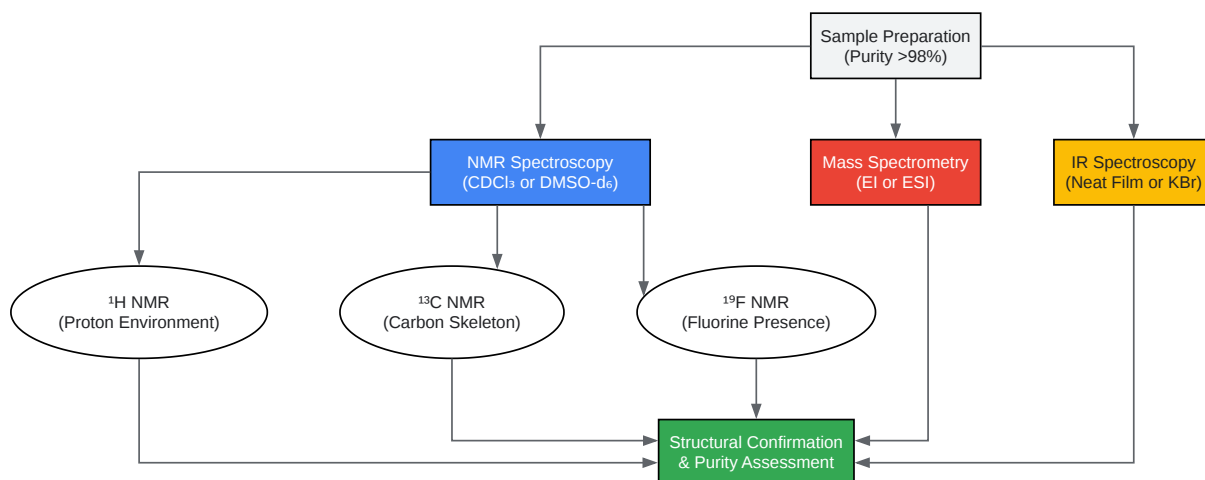 Sample Preparation
(Purity >98%)
NMR Spectroscopy
(CDCl₃ or DMSO-d₆)
Mass Spectrometry
(EI or ESI)
IR Spectroscopy
(Neat Film or KBr)
¹H NMR
(Proton Environment)
¹³C NMR
(Carbon Skeleton)
¹⁹F NMR
(Fluorine Presence)
Structural Confirmation
& Purity Assessment